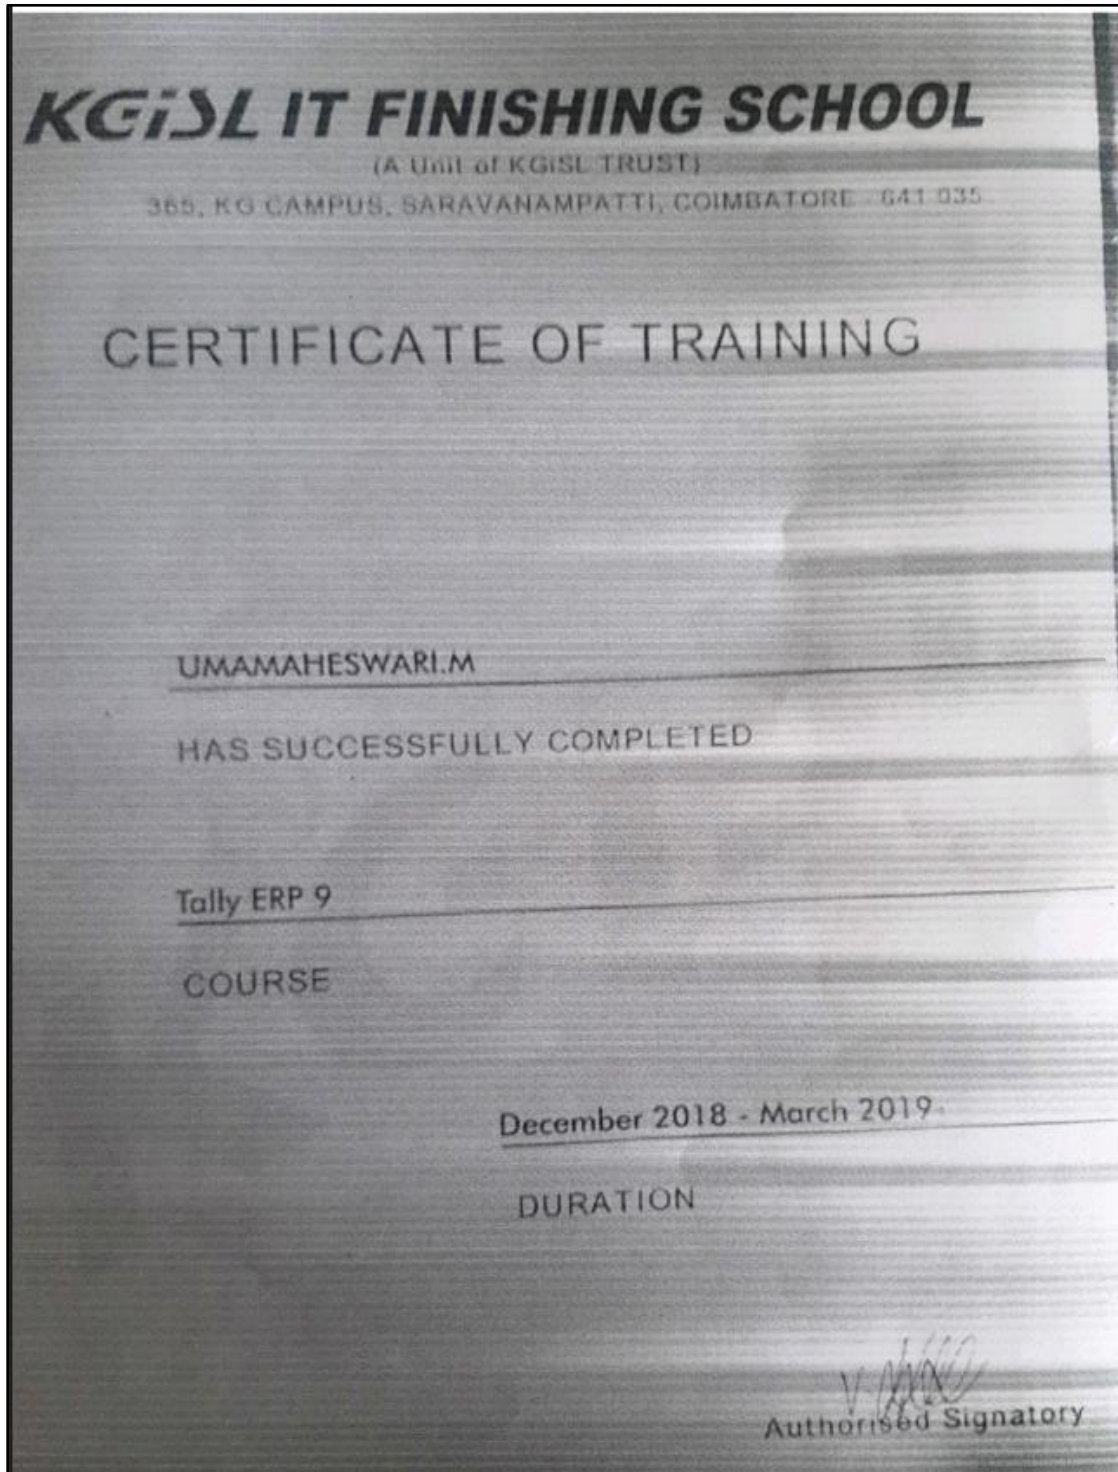 KGiSL IT FINISHING SCHOOL
(A Unit of KGiSL TRUST)
365, KG CAMPUS, SARAVANAMPATTI, COIMBATORE 641 035
CERTIFICATE OF TRAINING
UMAMAHESWARI.M
HAS SUCCESSFULLY COMPLETED
Tally ERP 9
COURSE
December 2018 - March 2019
DURATION
Authorised Signatory